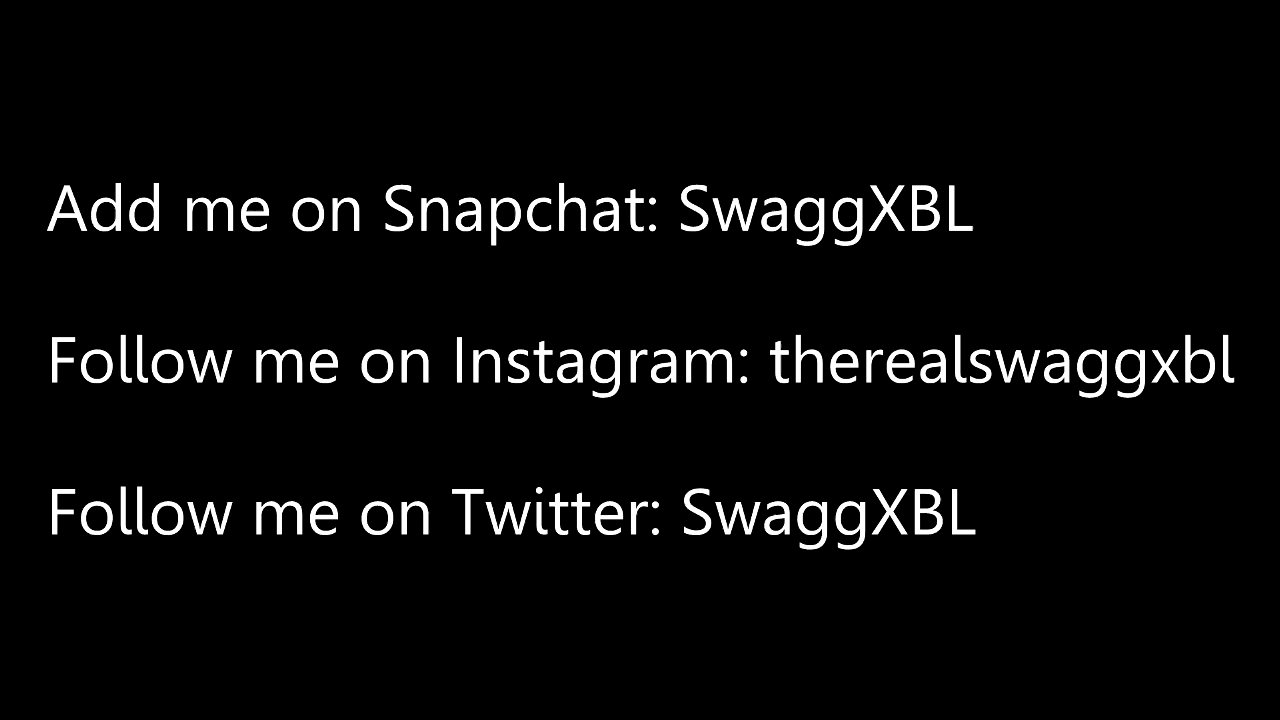 Add me on Snapchat: SwaggXBL
Follow me on Instagram: therealswaggxbl
Follow me on Twitter: SwaggXBL